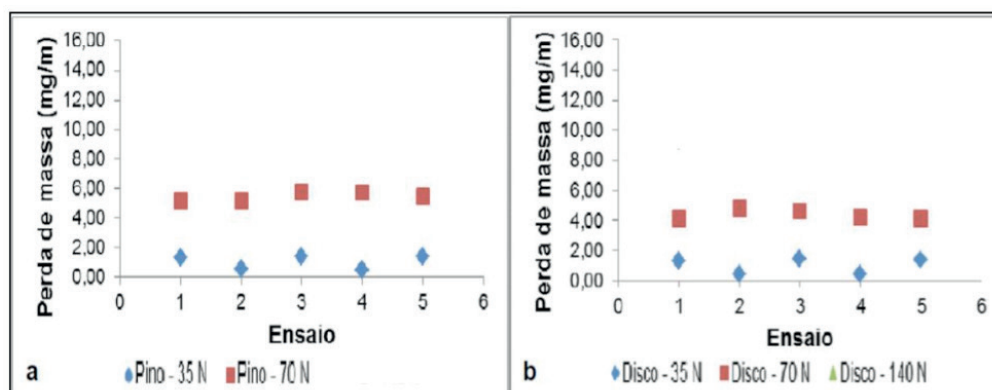 Perda de massa (mg/m)
16,00
14,00
12,00
10,00
8,00
6,00
4,00
2,00
0,00
0 1 2 3 4 5 6
Ensaio
a
Pino - 35 N Pino - 70 N
Perda de massa (mg/m)
16,00
14,00
12,00
10,00
8,00
6,00
4,00
2,00
0,00
0 1 2 3 4 5 6
Ensaio
b
Disco - 35 N Disco - 70 N Disco - 140 N